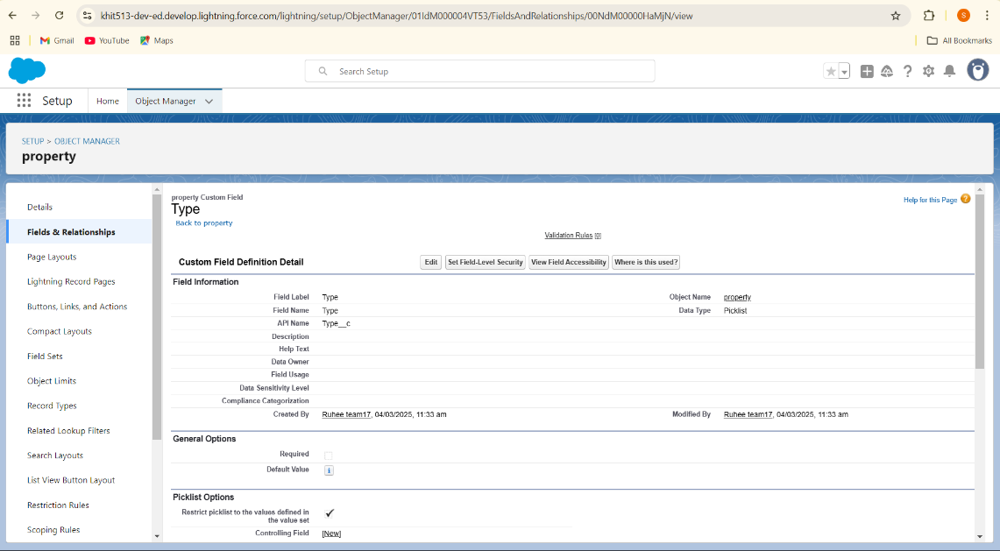 khit513-dev-ed.develop.lightning.force.com/lightning/setup/ObjectManager/01IdM000004VT53/FieldsAndRelationships/00NdM00000HaMjN/view
S
Gmail YouTube Maps All Bookmarks
Search Setup
Setup Home Object Manager
SETUP > OBJECT MANAGER
property
Details
Fields & Relationships
Page Layouts
Lightning Record Pages
Buttons, Links, and Actions
Compact Layouts
Field Sets
Object Limits
Record Types
Related Lookup Filters
Search Layouts
List View Button Layout
Restriction Rules
Scoping Rules
property Custom Field
Type
Back to property
Help for this Page ?
Validation Rules [0]
Custom Field Definition Detail Edit Set Field-Level Security View Field Accessibility Where is this used?
Field Information
Field Label Type Object Name property
Field Name Type Data Type Picklist
API Name Type__c
Description
Help Text
Data Owner
Field Usage
Data Sensitivity Level
Compliance Categorization
Created By Ruhee team17, 04/03/2025, 11:33 am Modified By Ruhee team17, 04/03/2025, 11:33 am
General Options
Required
Default Value i
Picklist Options
Restrict picklist to the values defined in
the value set
Controlling Field [New]